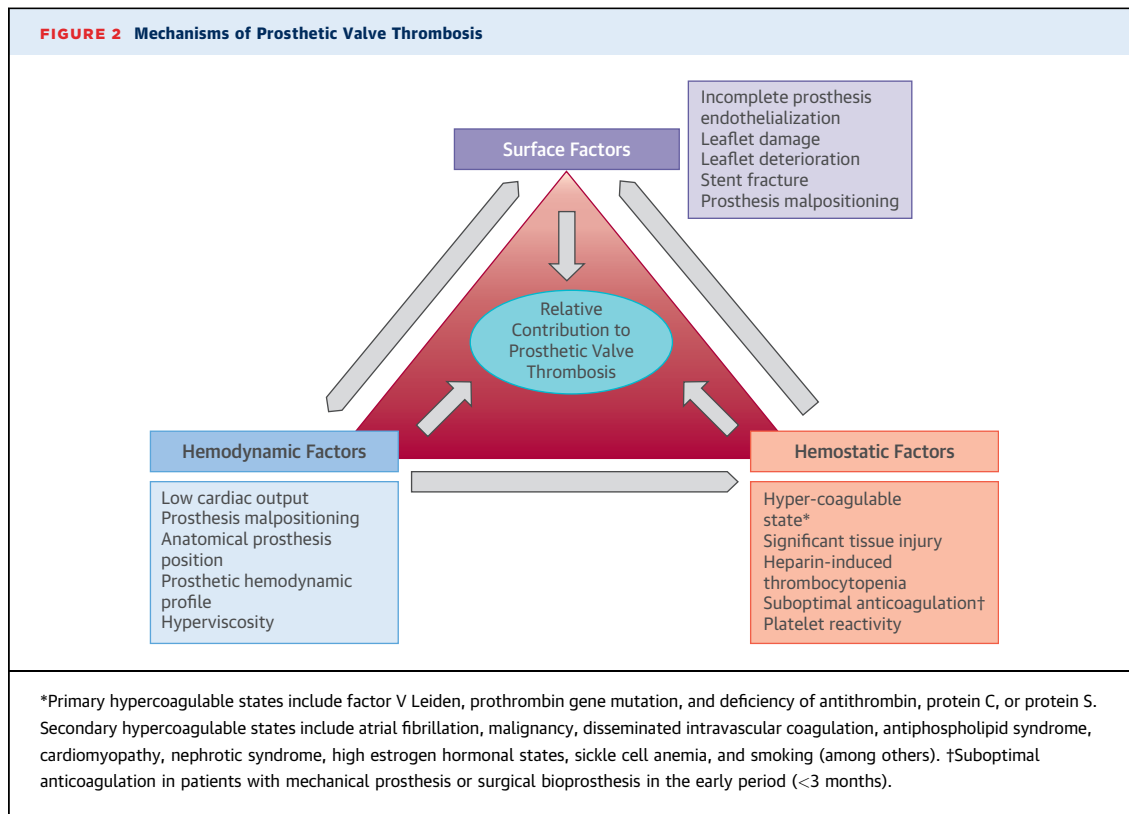 FIGURE 2 Mechanisms of Prosthetic Valve Thrombosis
Surface Factors
Incomplete prosthesis
endothelialization
Leaflet damage
Leaflet deterioration
Stent fracture
Prosthesis malpositioning
Relative
Contribution to
Prosthetic Valve
Thrombosis
Hemodynamic Factors
Low cardiac output
Prosthesis malpositioning
Anatomical prosthesis
position
Prosthetic hemodynamic
profile
Hyperviscosity
Hemostatic Factors
Hyper-coagulable
state*
Significant tissue injury
Heparin-induced
thrombocytopenia
Suboptimal anticoagulation†
Platelet reactivity
*Primary hypercoagulable states include factor V Leiden, prothrombin gene mutation, and deficiency of antithrombin, protein C, or protein S.
Secondary hypercoagulable states include atrial fibrillation, malignancy, disseminated intravascular coagulation, antiphospholipid syndrome,
cardiomyopathy, nephrotic syndrome, high estrogen hormonal states, sickle cell anemia, and smoking (among others). †Suboptimal
anticoagulation in patients with mechanical prosthesis or surgical bioprosthesis in the early period (<3 months).